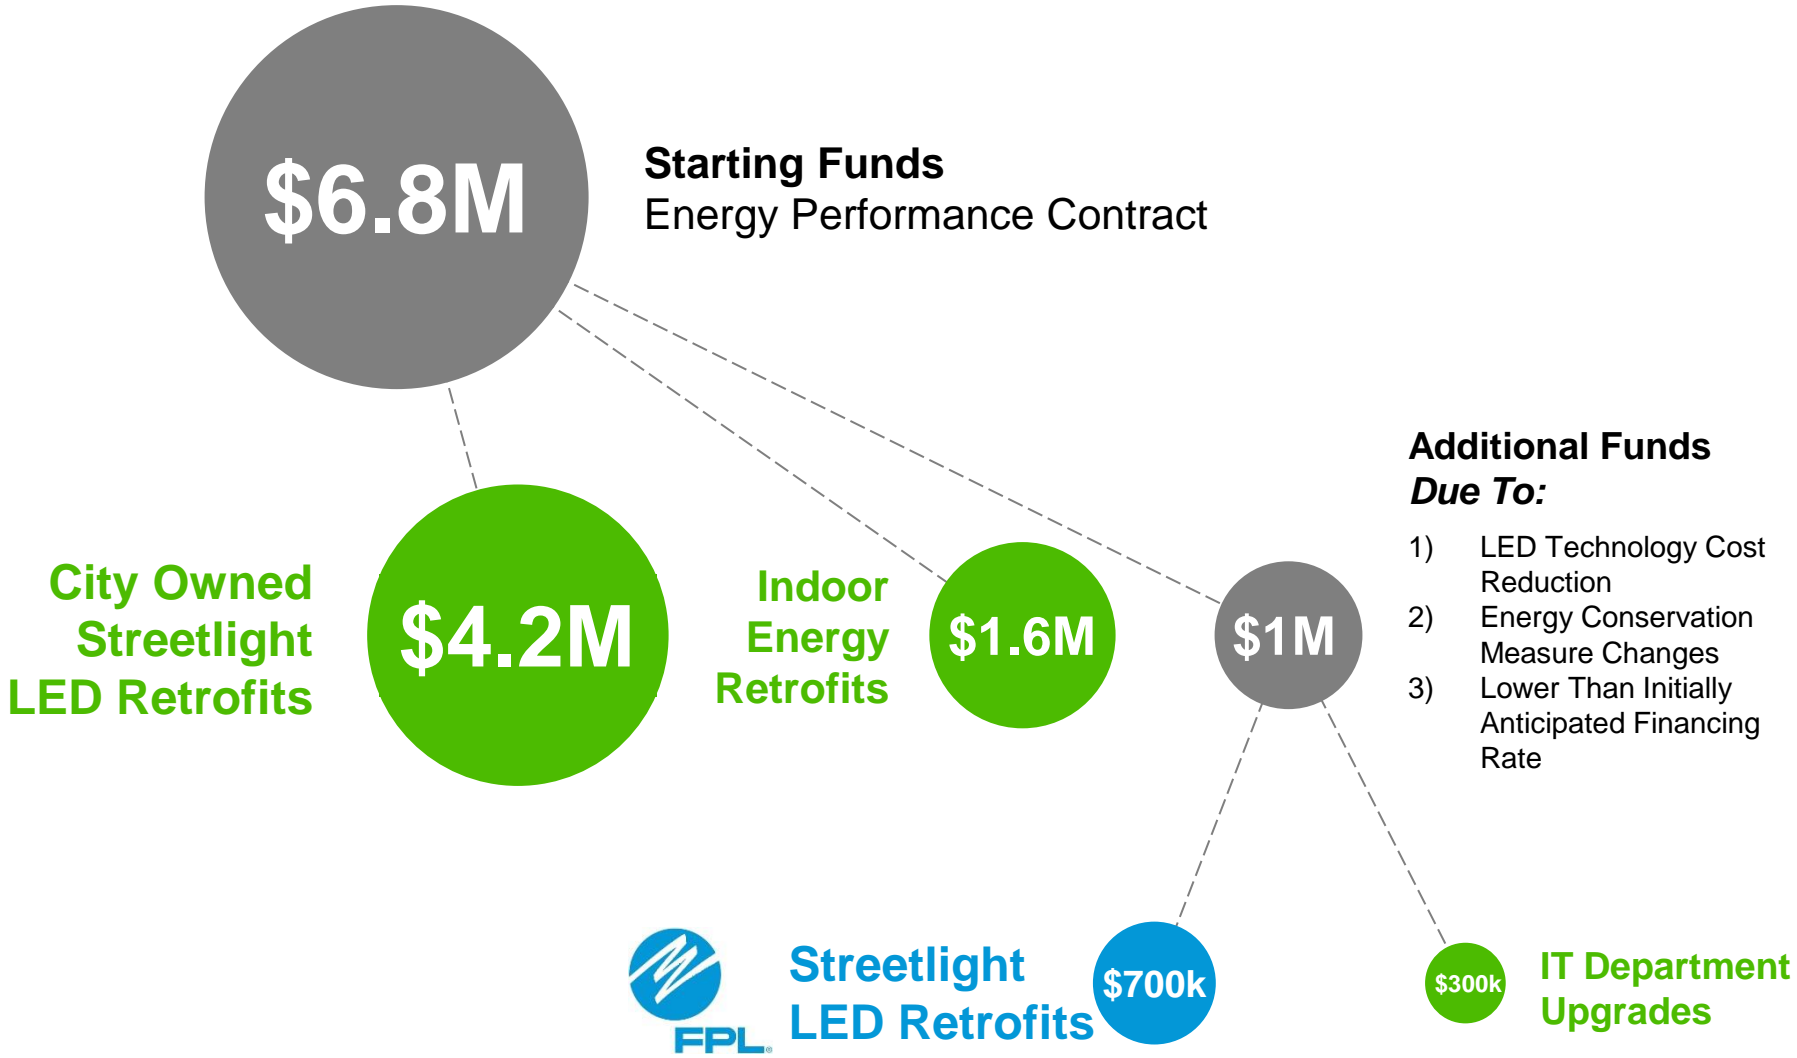 $6.8M
Starting Funds
Energy Performance Contract
City Owned
Streetlight
LED Retrofits
$4.2M
Indoor
Energy
Retrofits
$1.6M
$1M
Additional Funds
Due To:
1) LED Technology Cost
Reduction
2) Energy Conservation
Measure Changes
3) Lower Than Initially
Anticipated Financing
Rate
FPL®
Streetlight
LED Retrofits
$700k
$300k
IT Department
Upgrades